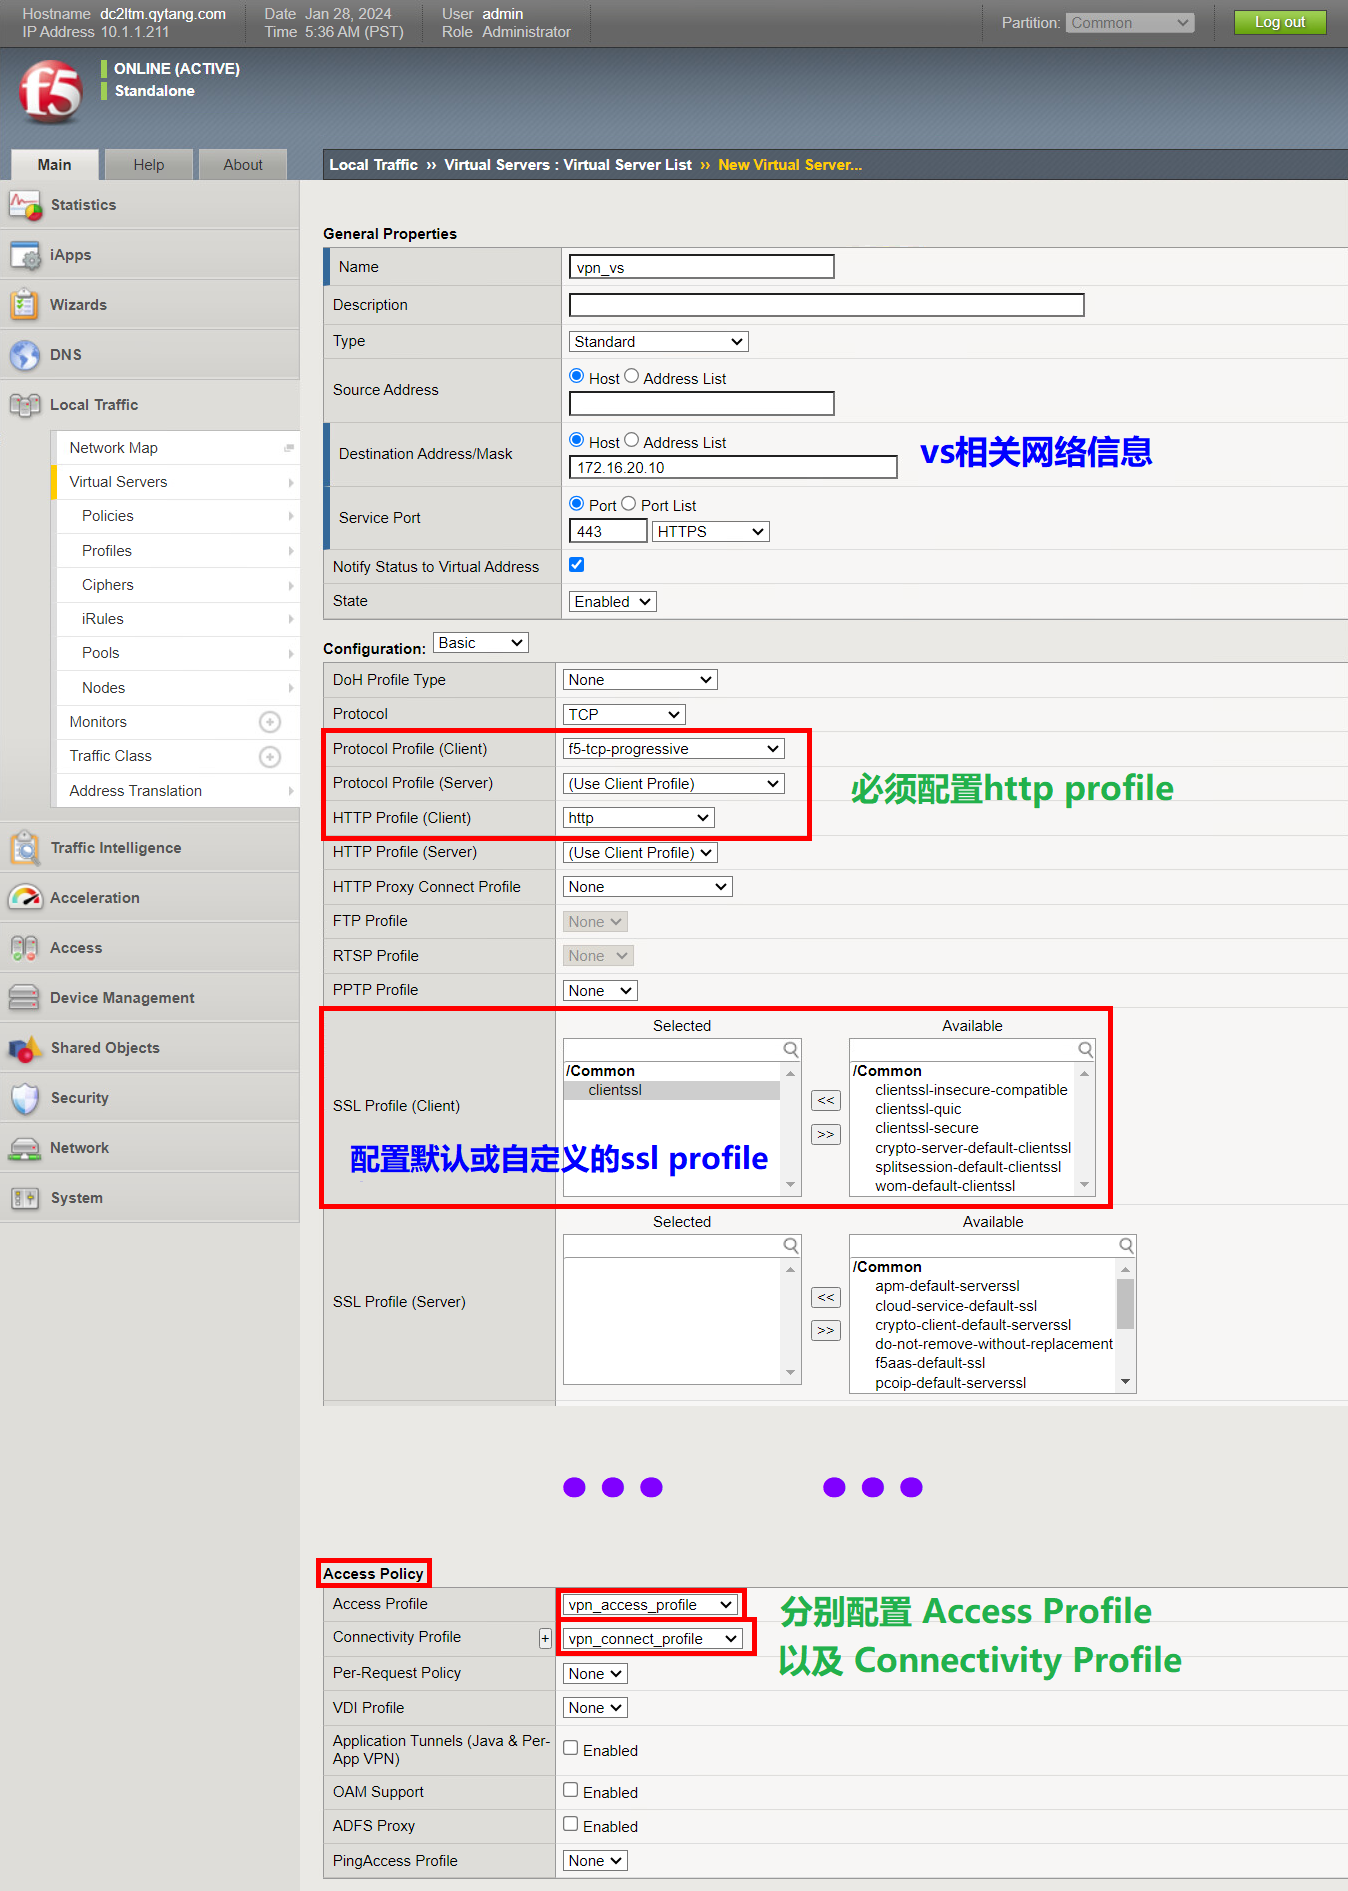 Hostname dc2ltm.qytang.com Date Jan 28, 2024 User admin
IP Address 10.1.1.211 Time 5:36 AM (PST) Role Administrator
Partition: Common Log out
f5
ONLINE (ACTIVE)
Standalone
Main Help About
Local Traffic ›› Virtual Servers : Virtual Server List ›› New Virtual Server...
Statistics
iApps
Wizards
DNS
Local Traffic
Network Map
Virtual Servers
Policies
Profiles
Ciphers
iRules
Pools
Nodes
Monitors
Traffic Class
Address Translation
Traffic Intelligence
Acceleration
Access
Device Management
Shared Objects
Security
Network
System
General Properties
Name vpn_vs
Description
Type Standard
Source Address Host Address List
Destination Address/Mask Host Address List
172.16.20.10
vs相关网络信息
Service Port Port Port List
443 HTTPS
Notify Status to Virtual Address
State Enabled
Configuration: Basic
DoH Profile Type None
Protocol TCP
Protocol Profile (Client) f5-tcp-progressive
Protocol Profile (Server) (Use Client Profile)
必须配置http profile
HTTP Profile (Client) http
HTTP Profile (Server) (Use Client Profile)
HTTP Proxy Connect Profile None
FTP Profile None
RTSP Profile None
PPTP Profile None
SSL Profile (Client)
Selected Available
/Common /Common
clientssl clientssl-insecure-compatible
<< clientssl-quic
clientssl-secure
>> crypto-server-default-clientssl
splitsession-default-clientssl
wom-default-clientssl
配置默认或自定义的ssl profile
SSL Profile (Server)
Selected Available
/Common
apm-default-serverssl
<< cloud-service-default-ssl
crypto-client-default-serverssl
>> do-not-remove-without-replacement
f5aas-default-ssl
pcoip-default-serverssl
Access Policy
Access Profile vpn_access_profile
Connectivity Profile + vpn_connect_profile
分别配置 Access Profile
以及 Connectivity Profile
Per-Request Policy None
VDI Profile None
Application Tunnels (Java & Per-
App VPN) Enabled
OAM Support Enabled
ADFS Proxy Enabled
PingAccess Profile None